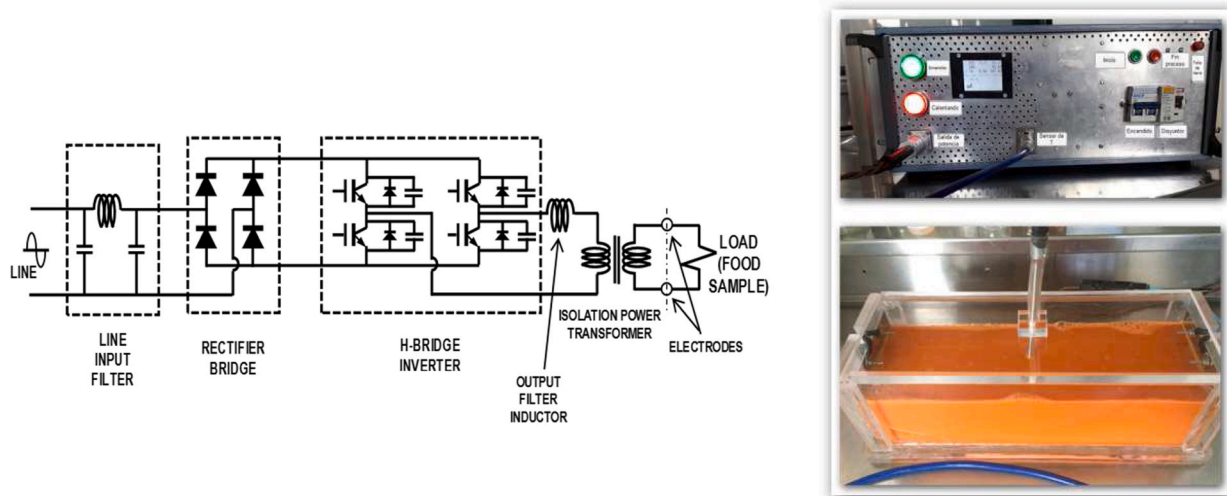 LINE
LINE
INPUT
FILTER
RECTIFIER
BRIDGE
H-BRIDGE
INVERTER
OUTPUT
FILTER
INDUCTOR
ISOLATION POWER
TRANSFORMER
ELECTRODES
LOAD
(FOOD
SAMPLE)
Encendido
Calentando
Salida de
potencia
Sensor de
T
Inicio
Fin
proceso
Encendido
Disyuntor